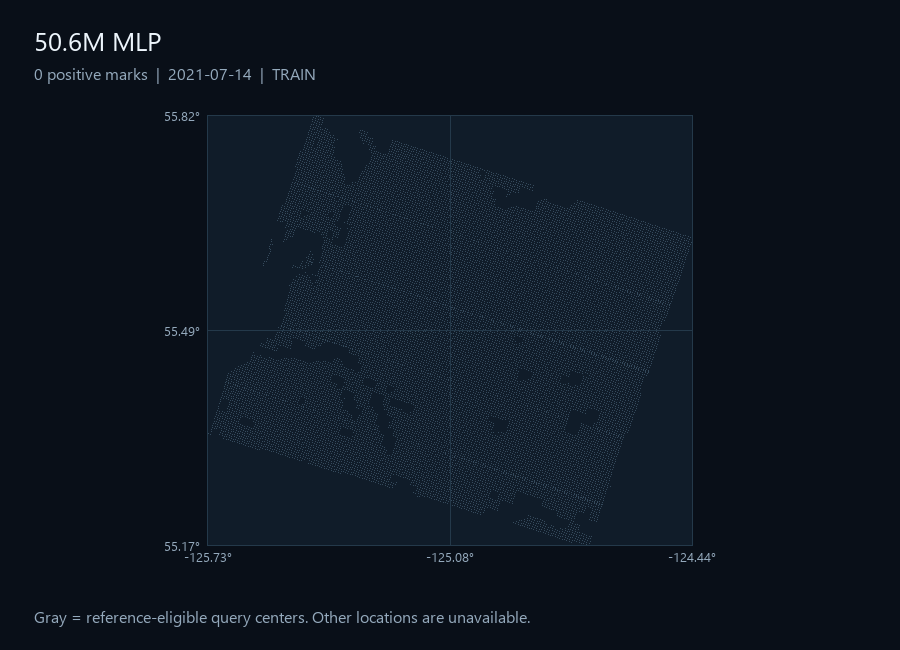 50.6M MLP
0 positive marks | 2021-07-14 | TRAIN
55.82°
55.49°
55.17°
-125.73° -125.08° -124.44°
Gray = reference-eligible query centers. Other locations are unavailable.